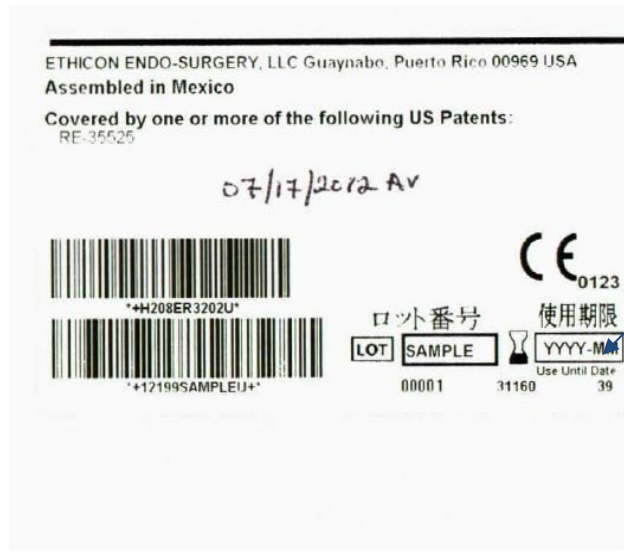 ETHICON ENDO-SURGERY, LLC Guaynabo, Puerto Rico 00969 USA
Assembled in Mexico
Covered by one or more of the following US Patents:
RE-35525
07/17/2012 AV
CE 0123
*+H208ER3202U*
ロット番号 使用期限
LOT SAMPLE YYYY-MM
Use Until Date
*+12199SAMPLEU+*
00001 31160 39